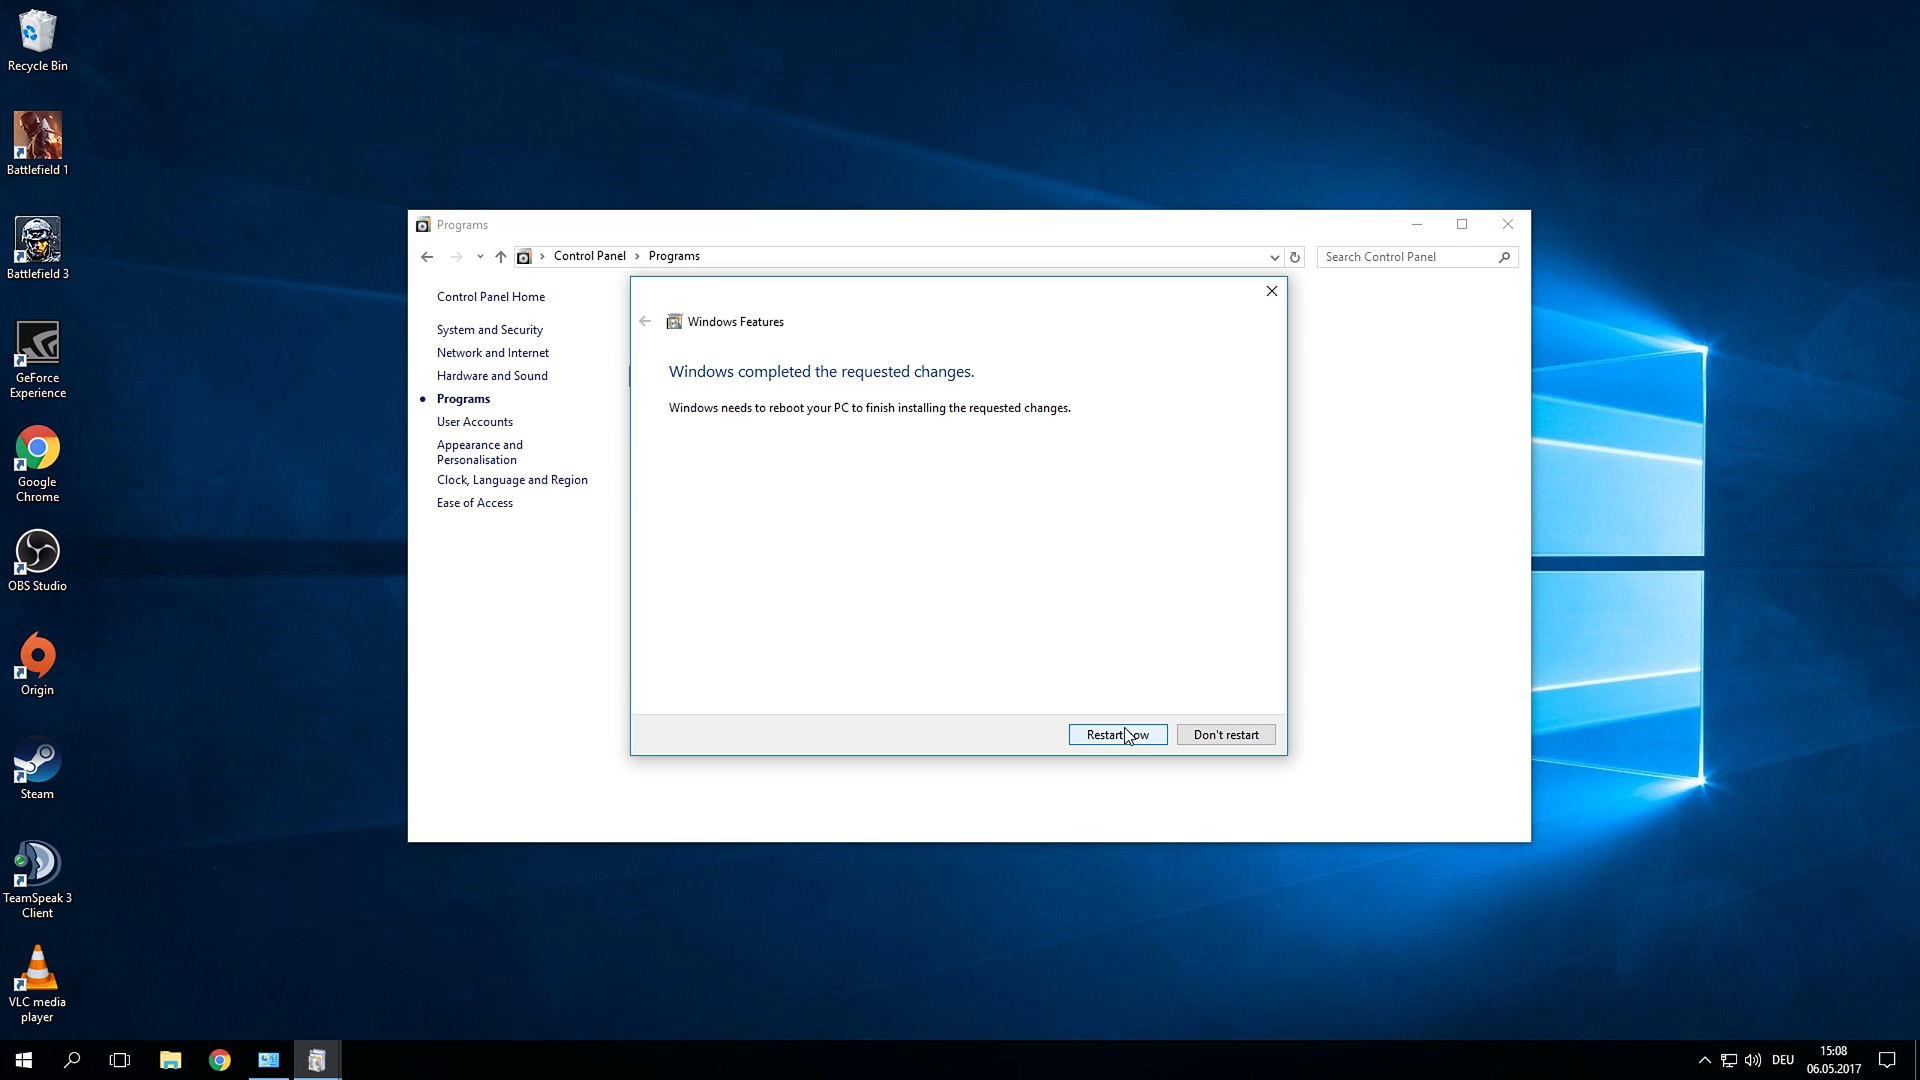 Recycle Bin
Battlefield 1
Battlefield 3
GeForce
Experience
Google
Chrome
OBS Studio
Origin
Steam
TeamSpeak 3
Client
VLC media
player
Programs
Control Panel
Programs
Search Control Panel
Control Panel Home
System and Security
Network and Internet
Hardware and Sound
Programs
User Accounts
Appearance and
Personalisation
Clock, Language and Region
Ease of Access
Windows Features
Windows completed the requested changes.
Windows needs to reboot your PC to finish installing the requested changes.
Restart
Don't restart
DEU
15:08
06.05.2017